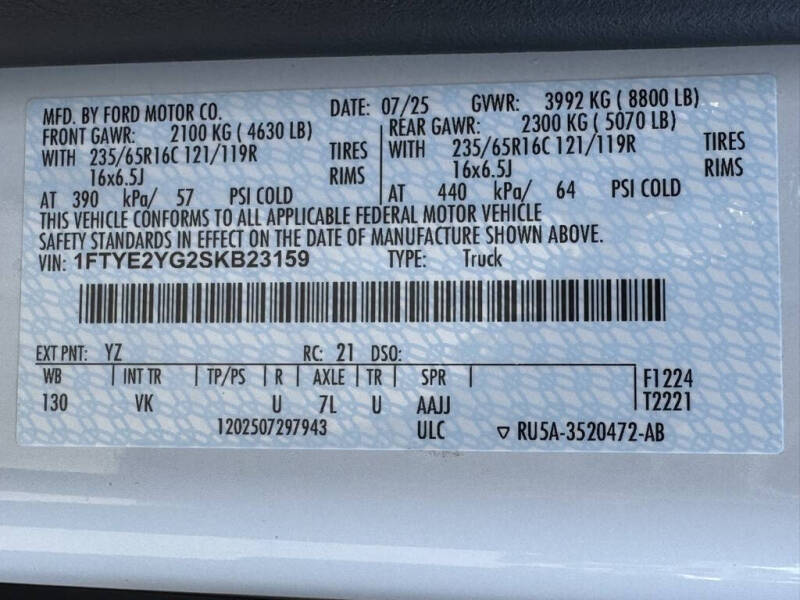 MFD. BY FORD MOTOR CO. DATE: 07/25 GVWR: 3992 KG ( 8800 LB)
FRONT GAWR: 2100 KG ( 4630 LB) REAR GAWR: 2300 KG ( 5070 LB)
WITH 235/65R16C 121/119R TIRES WITH 235/65R16C 121/119R TIRES
16x6.5J RIMS 16x6.5J RIMS
AT 390 kPa/ 57 PSI COLD AT 440 kPa/ 64 PSI COLD
THIS VEHICLE CONFORMS TO ALL APPLICABLE FEDERAL MOTOR VEHICLE
SAFETY STANDARDS IN EFFECT ON THE DATE OF MANUFACTURE SHOWN ABOVE.
VIN: 1FTYE2YG2SKB23159 TYPE: Truck
EXT PNT: YZ RC: 21 DSO:
WB INT TR TP/PS R AXLE TR SPR F1224
130 VK U 7L U AAJJ T2221
1202507297943 ULC ▽ RU5A-3520472-AB